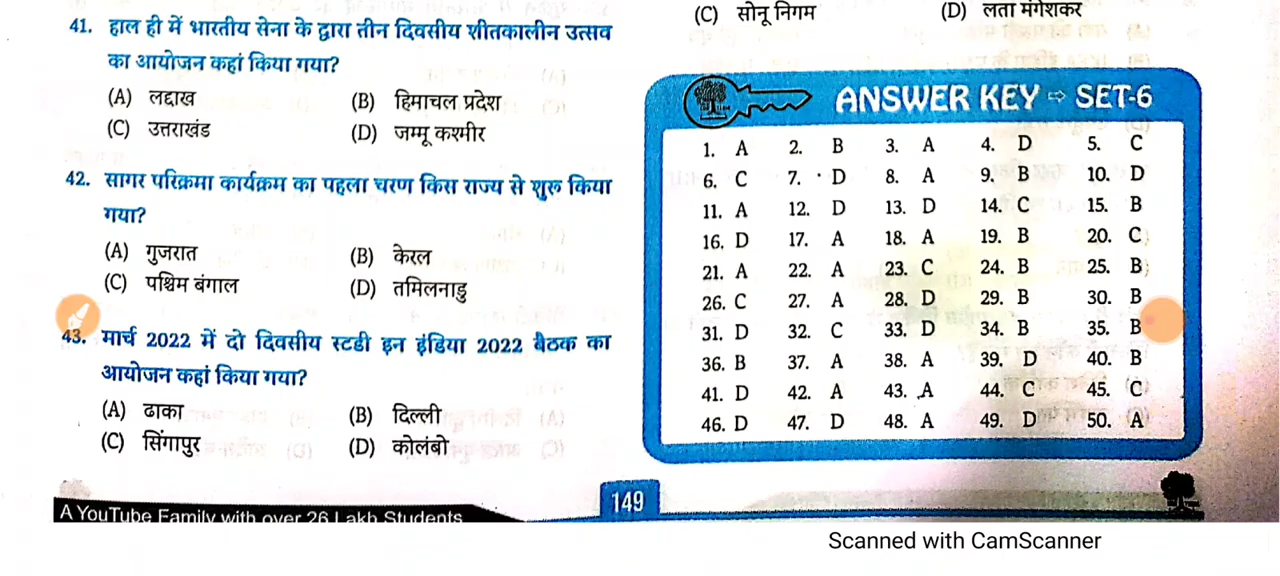 41. हाल ही में भारतीय सेना के द्वारा तीन दिवसीय शीतकालीन उत्सव
का आयोजन कहां किया गया?
(A) लद्दाख (B) हिमाचल प्रदेश
(C) उत्तराखंड (D) जम्मू कश्मीर
42. सागर परिक्रमा कार्यक्रम का पहला चरण किस राज्य से शुरू किया
गया?
(A) गुजरात (B) केरल
(C) पश्चिम बंगाल (D) तमिलनाडु
43. मार्च 2022 में दो दिवसीय स्टडी इन इंडिया 2022 बैठक का
आयोजन कहां किया गया?
(A) ढाका (B) दिल्ली
(C) सिंगापुर (D) कोलंबो
(C) सोनू निगम (D) लता मंगेशकर
ANSWER KEY ⇨ SET-6
1. A 2. B 3. A 4. D 5. C
6. C 7. D 8. A 9. B 10. D
11. A 12. D 13. D 14. C 15. B
16. D 17. A 18. A 19. B 20. C
21. A 22. A 23. C 24. B 25. B
26. C 27. A 28. D 29. B 30. B
31. D 32. C 33. D 34. B 35. B
36. B 37. A 38. A 39. D 40. B
41. D 42. A 43. A 44. C 45. C
46. D 47. D 48. A 49. D 50. A
A YouTube Family with over 26 Lakh Students
149
Scanned with CamScanner